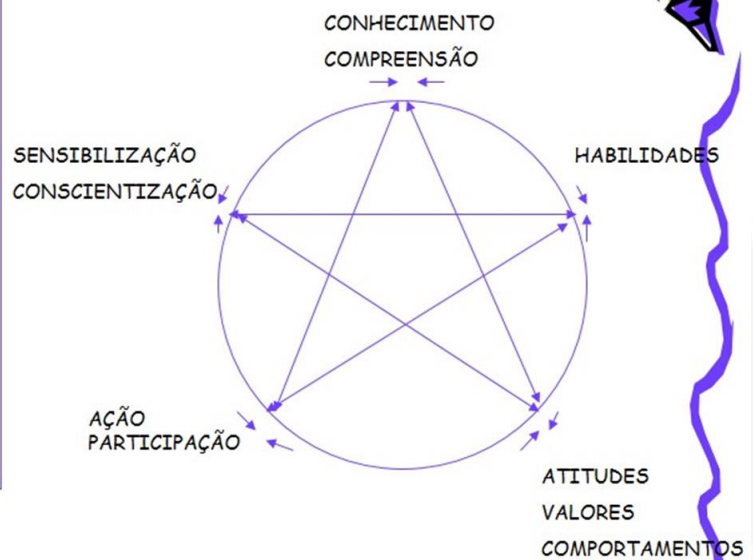 CONHECIMENTO
COMPREENSÃO
SENSIBILIZAÇÃO
CONSCIENTIZAÇÃO
HABILIDADES
AÇÃO
PARTICIPAÇÃO
ATITUDES
VALORES
COMPORTAMENTOS